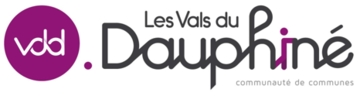 vdd
Les Vals du
.Dauphiné
communauté de communes